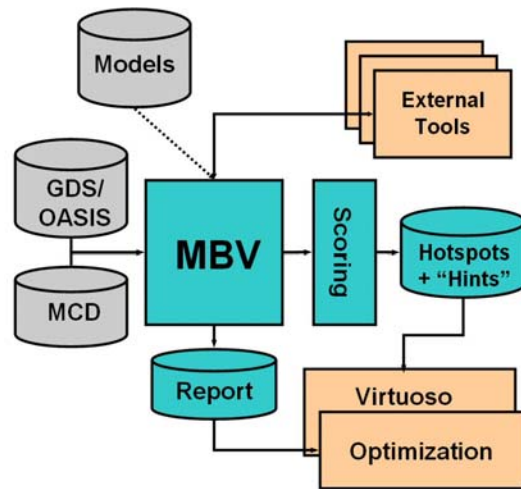 Models
External
Tools
GDS/
OASIS
MCD
MBV
Scoring
Hotspots
+ “Hints”
Report
Virtuoso
Optimization